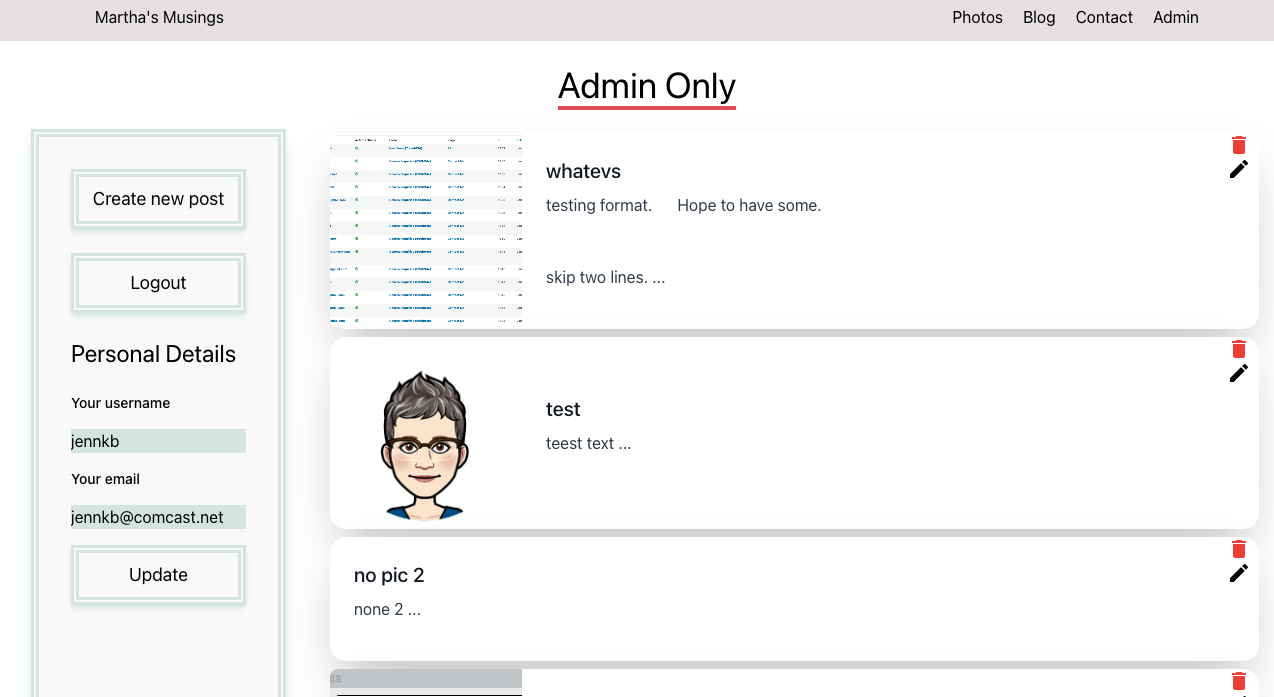 Martha's Musings
Photos Blog Contact Admin
Admin Only
Create new post
Logout
Personal Details
Your username
jennkb
Your email
jennkb@comcast.net
Update
whatevs
testing format. Hope to have some.
skip two lines. ...
test
teest text ...
no pic 2
none 2 ...